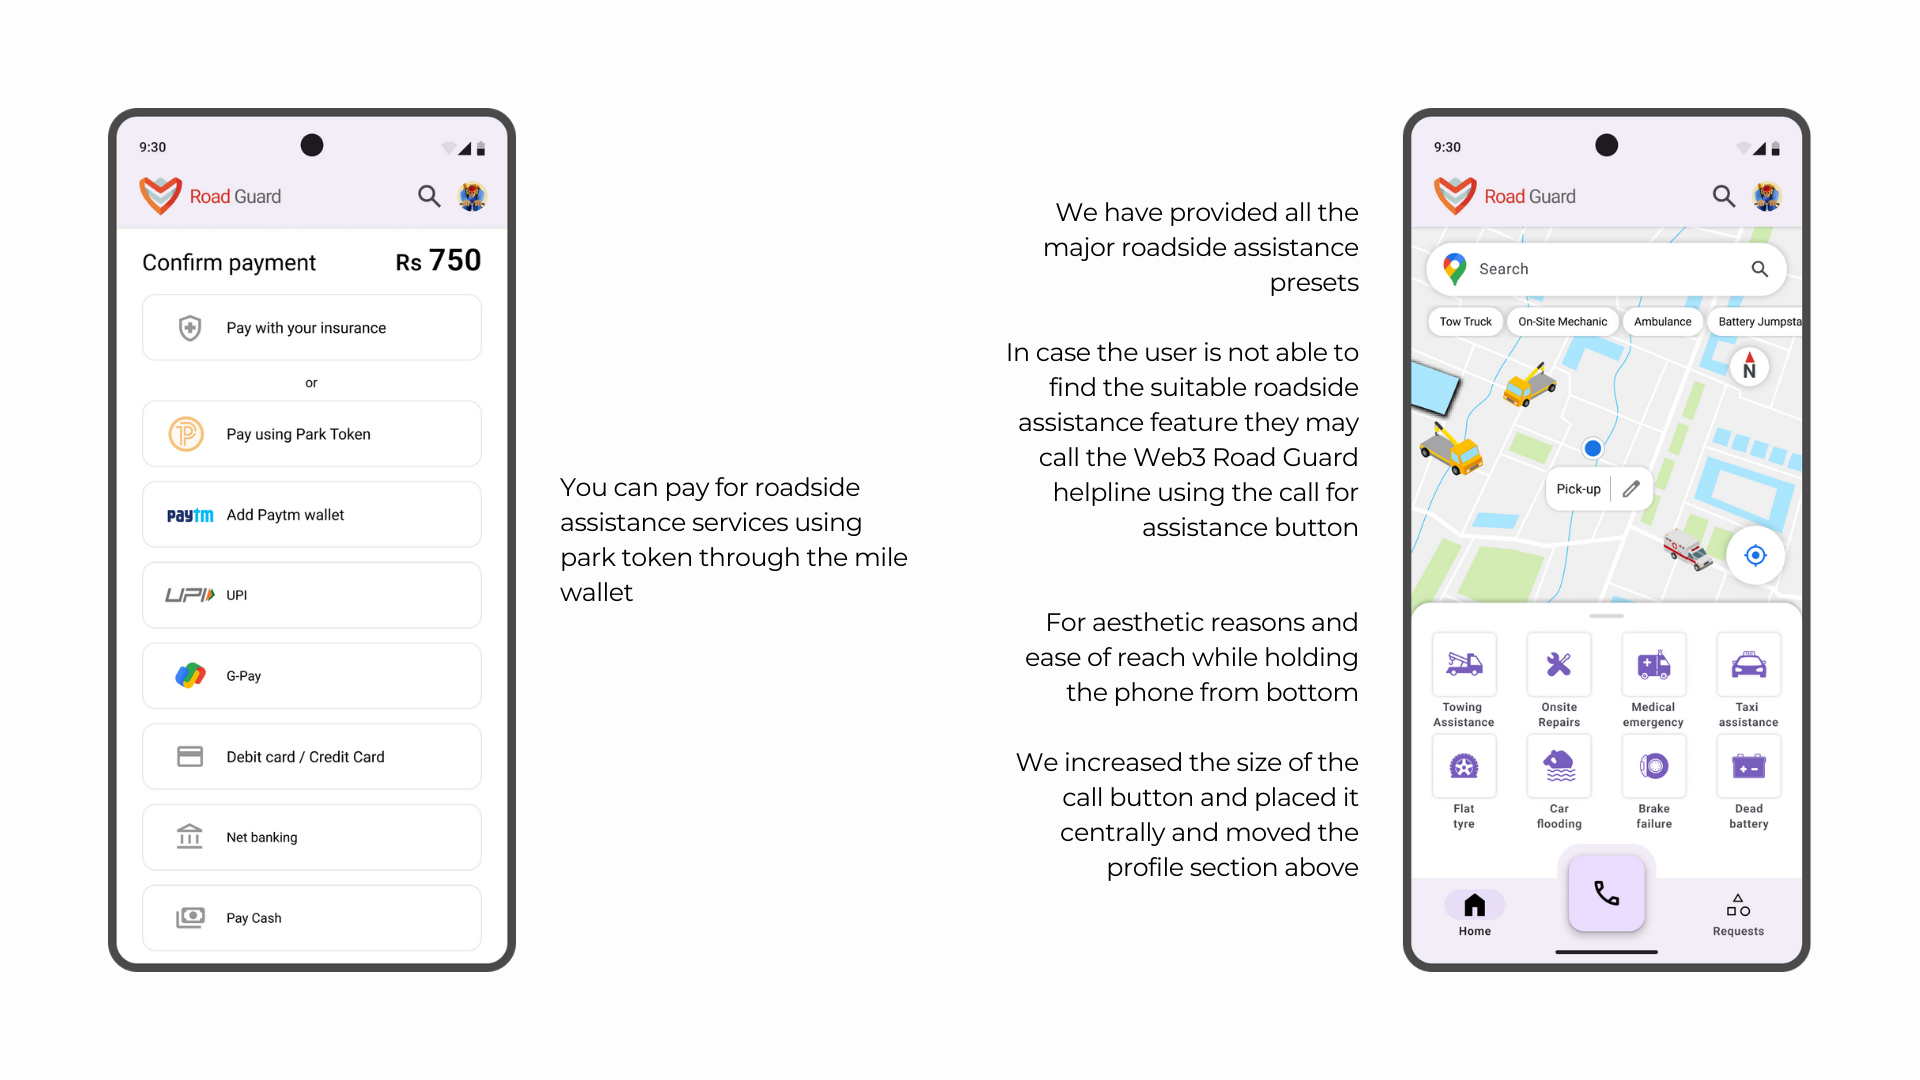 9:30
Road Guard
Confirm payment Rs 750
Pay with your insurance
or
Pay using Park Token
paytm Add Paytm wallet
UPI UPI
G-Pay
Debit card / Credit Card
Net banking
Pay Cash
You can pay for roadside
assistance services using
park token through the mile
wallet
We have provided all the
major roadside assistance
presets
In case the user is not able to
find the suitable roadside
assistance feature they may
call the Web3 Road Guard
helpline using the call for
assistance button
For aesthetic reasons and
ease of reach while holding
the phone from bottom
We increased the size of the
call button and placed it
centrally and moved the
profile section above
9:30
Road Guard
Search
Tow Truck On-Site Mechanic Ambulance Battery Jumpsta
N
Pick-up
Towing Assistance
Onsite Repairs
Medical emergency
Taxi assistance
Flat tyre
Car flooding
Brake failure
Dead battery
Home
Requests